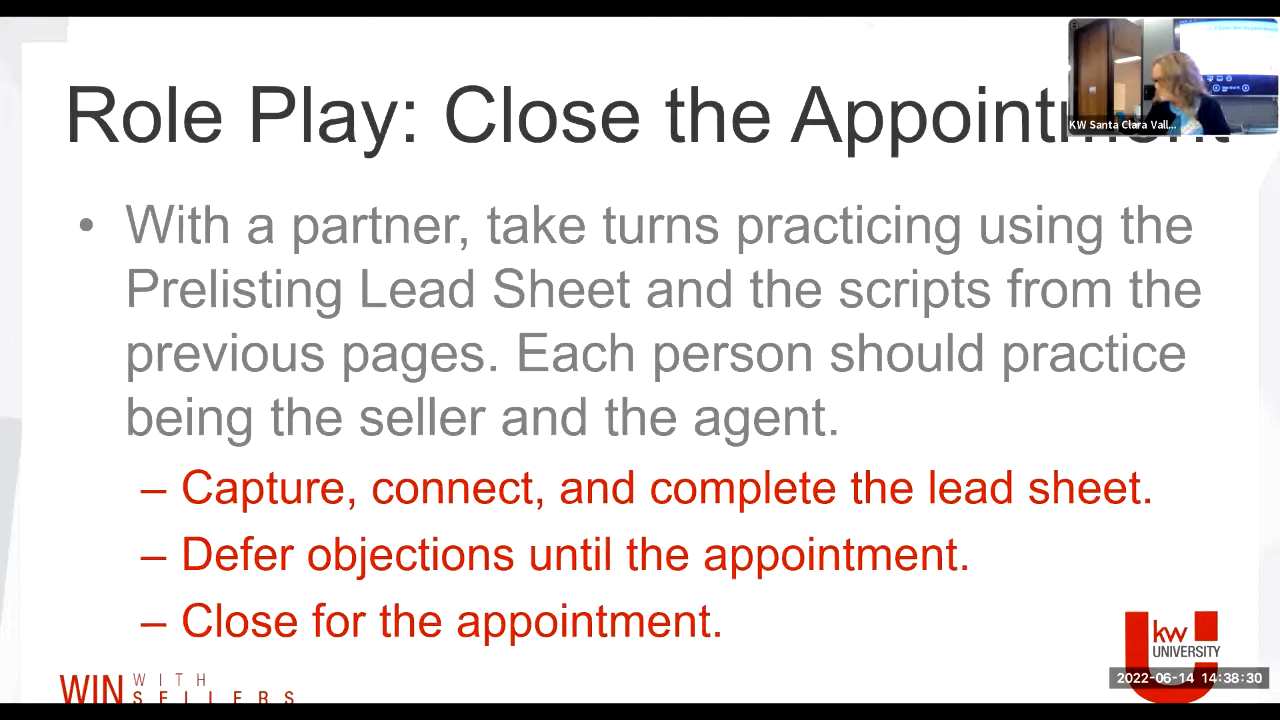 Role Play: Close the Appointment
KW Santa Clara Vall...
• With a partner, take turns practicing using the
Prelisting Lead Sheet and the scripts from the
previous pages. Each person should practice
being the seller and the agent.
– Capture, connect, and complete the lead sheet.
– Defer objections until the appointment.
– Close for the appointment.
kw
UNIVERSITY
2022-06-14 14:38:30
WIN WITH
SELLERS